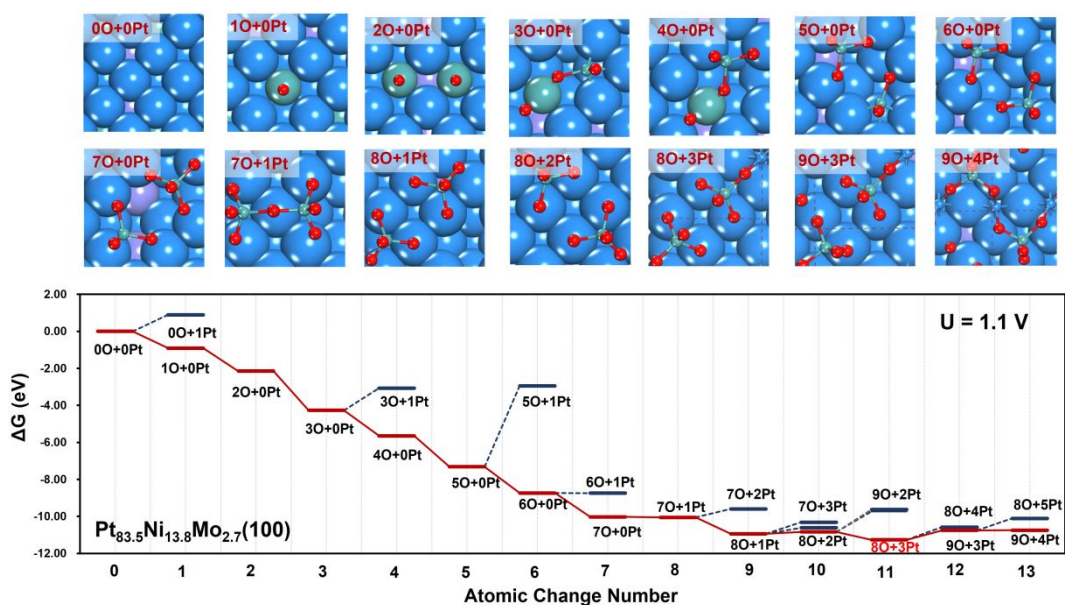 0O+0Pt 1O+0Pt 2O+0Pt 3O+0Pt 4O+0Pt 5O+0Pt 6O+0Pt
7O+0Pt 7O+1Pt 8O+1Pt 8O+2Pt 8O+3Pt 9O+3Pt 9O+4Pt
2.00
U = 1.1 V
0.00
0O+1Pt
0O+0Pt
1O+0Pt
-2.00
2O+0Pt
3O+1Pt
5O+1Pt
-4.00
3O+0Pt
4O+0Pt
-6.00
5O+0Pt
ΔG (eV)
-8.00
6O+1Pt
6O+0Pt
7O+2Pt
7O+3Pt
9O+2Pt
8O+4Pt
8O+5Pt
-10.00
7O+1Pt
7O+0Pt
Pt83.5Ni13.8Mo2.7(100)
8O+1Pt
8O+2Pt
8O+3Pt
9O+3Pt
9O+4Pt
-12.00
0 1 2 3 4 5 6 7 8 9 10 11 12 13
Atomic Change Number